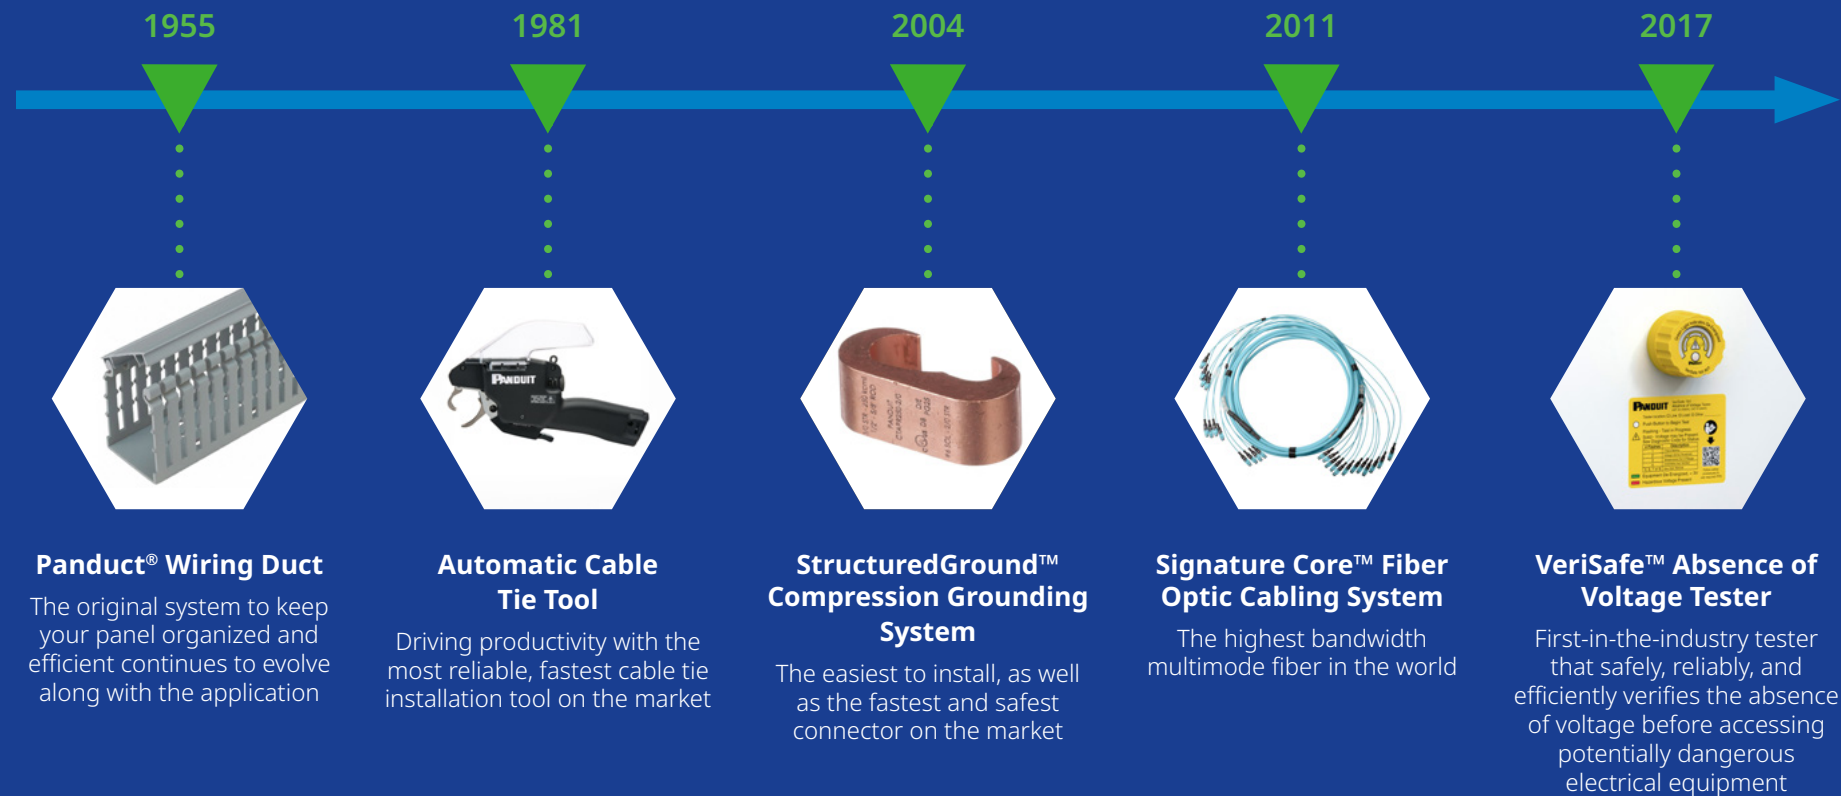 1955
1981
2004
2011
2017
PANDUIT
PANDUIT
PANDUIT
Panduct® Wiring Duct
The original system to keep
your panel organized and
efficient continues to evolve
along with the application
Automatic Cable
Tie Tool
Driving productivity with the
most reliable, fastest cable tie
installation tool on the market
StructuredGround™
Compression Grounding
System
The easiest to install, as well
as the fastest and safest
connector on the market
Signature Core™ Fiber
Optic Cabling System
The highest bandwidth
multimode fiber in the world
VeriSafe™ Absence of
Voltage Tester
First-in-the-industry tester
that safely, reliably, and
efficiently verifies the absence
of voltage before accessing
potentially dangerous
electrical equipment